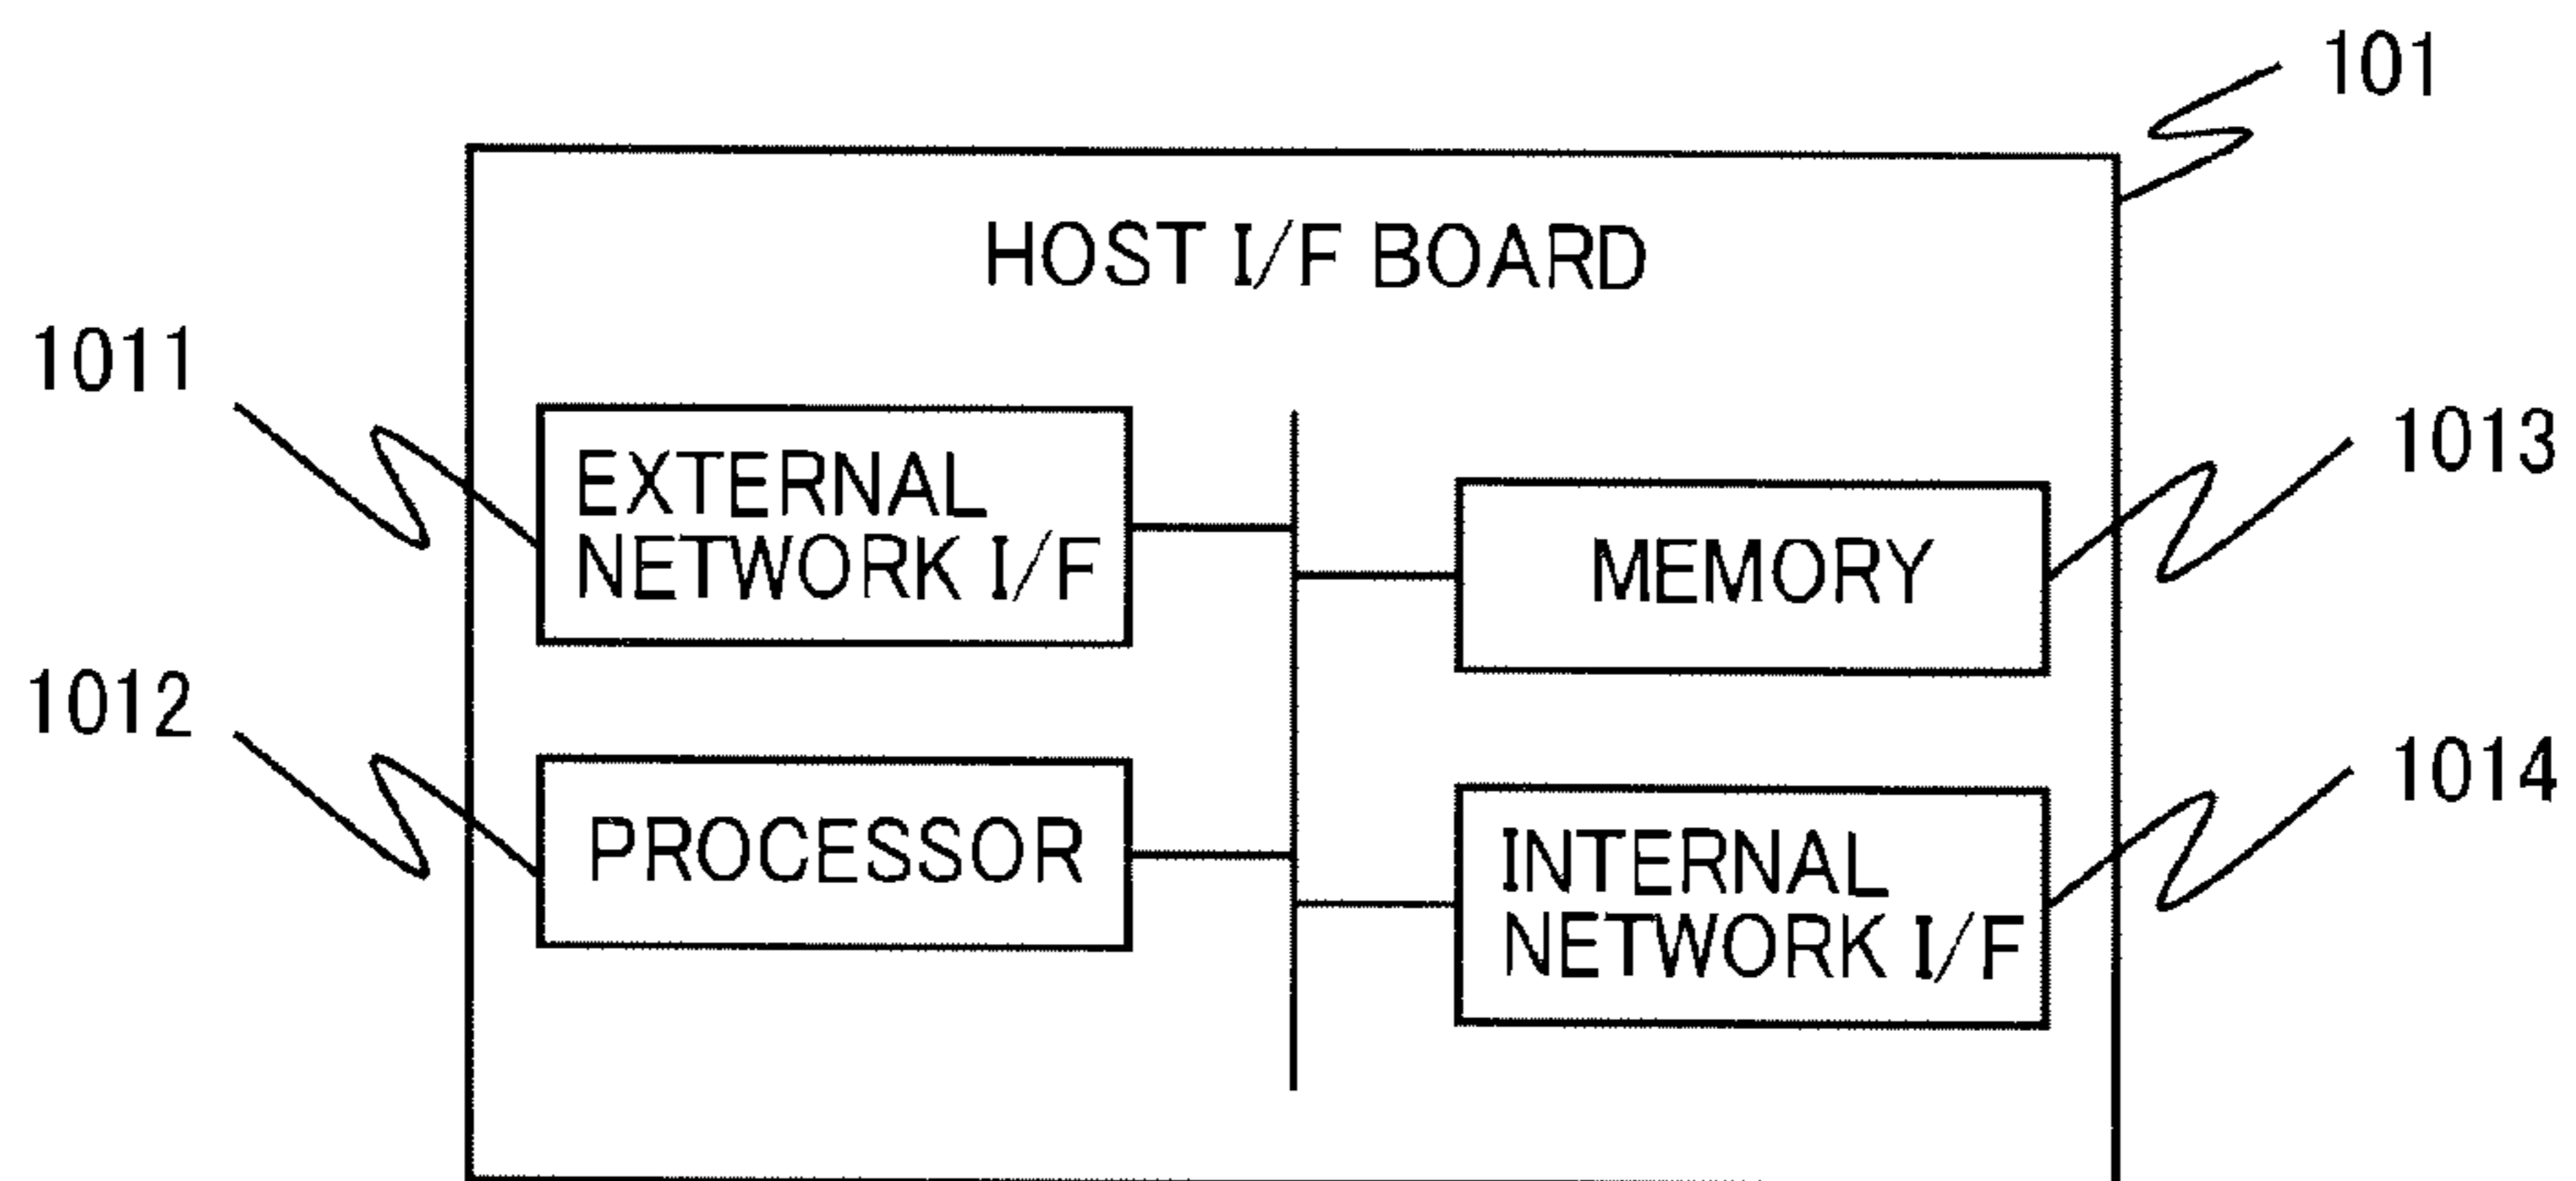 101
HOST I/F BOARD
1011
EXTERNAL
NETWORK I/F
1013
MEMORY
1012
PROCESSOR
1014
INTERNAL
NETWORK I/F